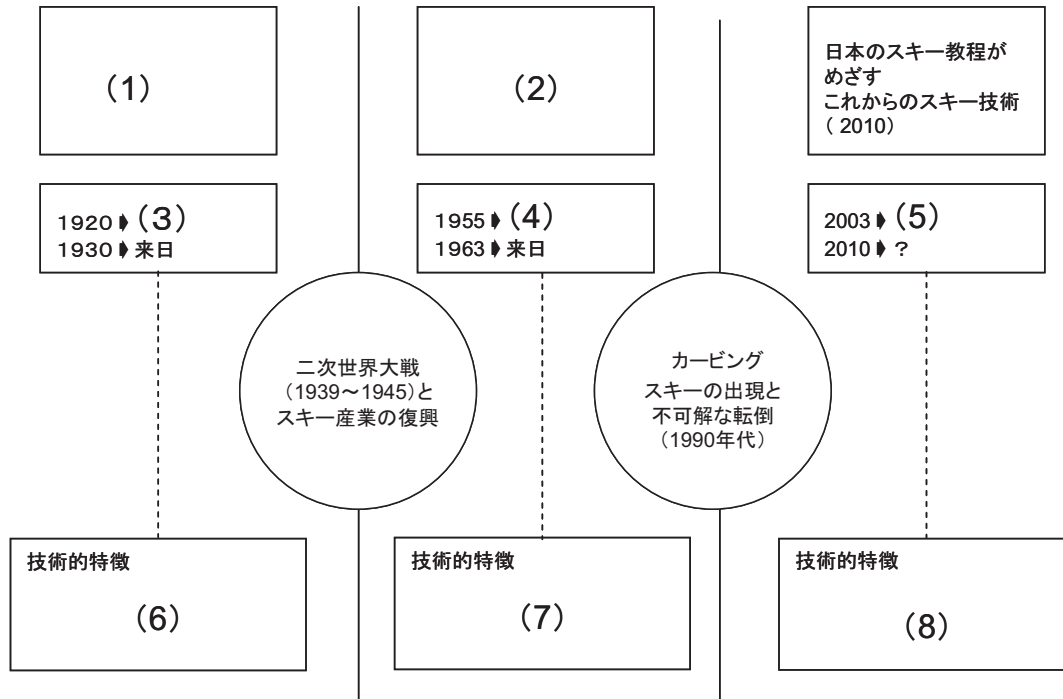 (1)
(2)
日本のスキー教程が
めざす
これからのスキー技術
( 2010)
1920➧(3)
1930➧来日
1955➧(4)
1963➧来日
2003➧(5)
2010➧?
二次世界大戦
(1939～1945)と
スキー産業の復興
カービング
スキーの出現と
不可解な転倒
(1990年代)
技術的特徴
(6)
技術的特徴
(7)
技術的特徴
(8)